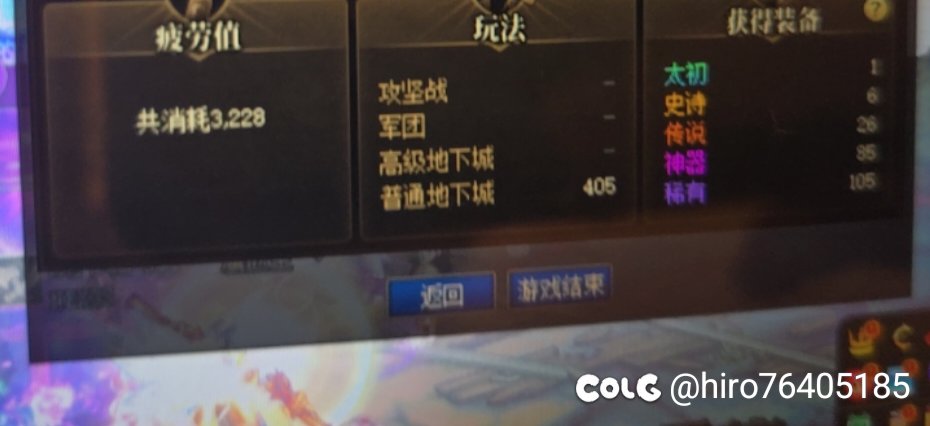 疲劳值
共消耗3,228
玩法
攻坚战 -
军团 -
高级地下城 -
普通地下城 405
获得装备
?
太初 1
史诗 6
传说 26
神器 85
稀有 105
返回
游戏结束
COLG @hiro76405185